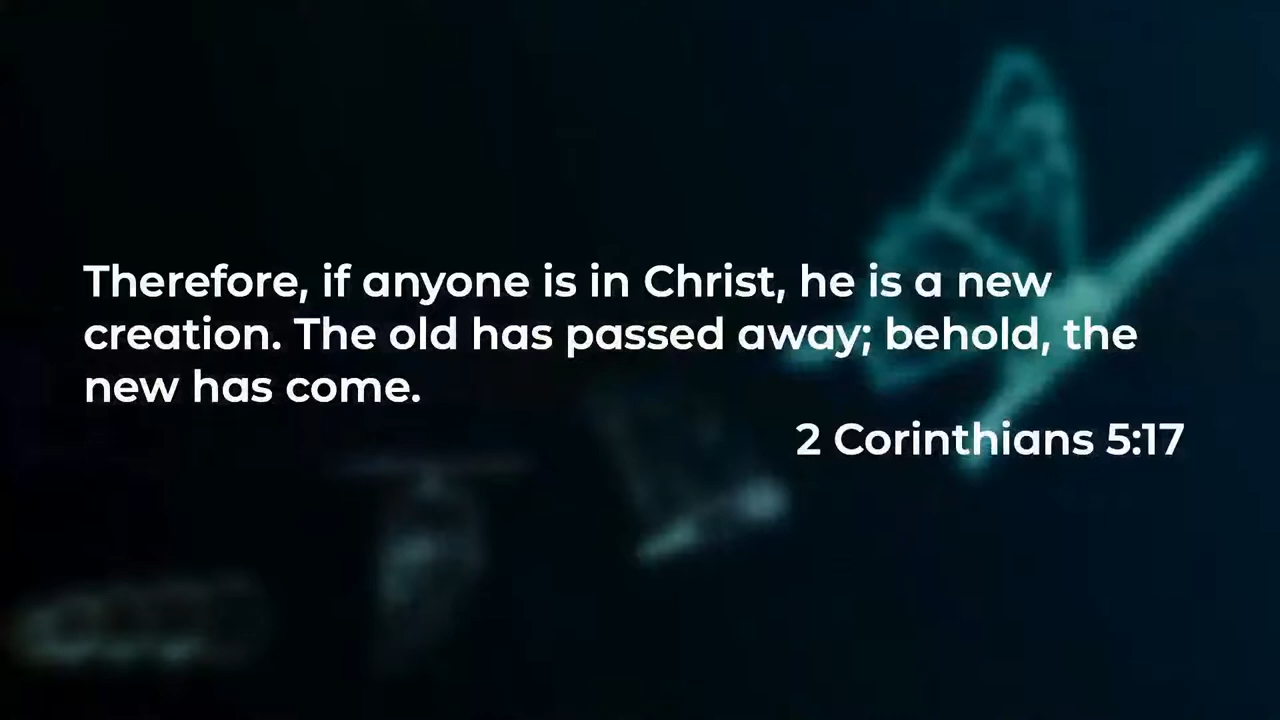 Therefore, if anyone is in Christ, he is a new
creation. The old has passed away; behold, the
new has come.
2 Corinthians 5:17